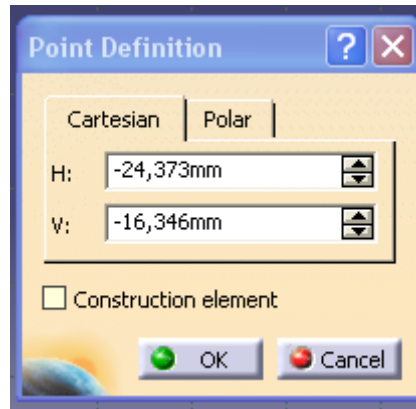 Point Definition ?
Cartesian Polar
H: -24,373mm
V: -16,346mm
Construction element
OK Cancel